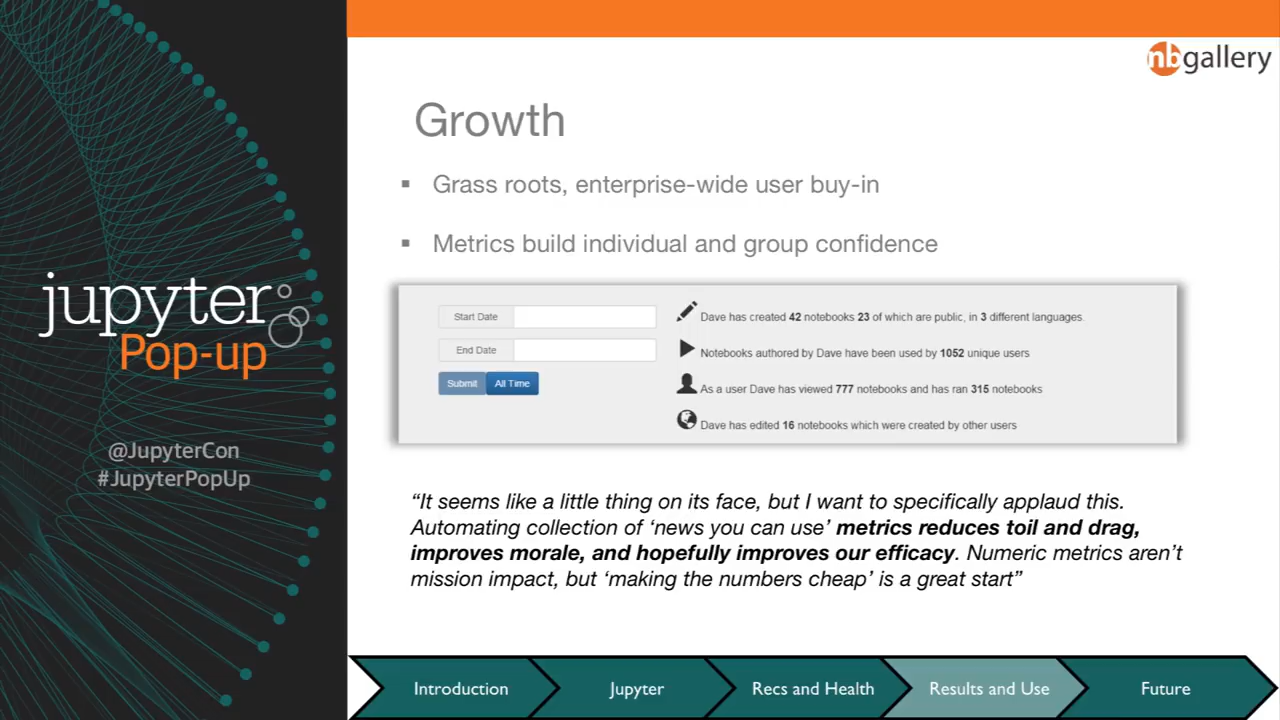 nbgallery
Growth
▪ Grass roots, enterprise-wide user buy-in
▪ Metrics build individual and group confidence
Start Date
End Date
Submit All Time
Dave has created 42 notebooks 23 of which are public, in 3 different languages.
Notebooks authored by Dave have been used by 1052 unique users
As a user Dave has viewed 777 notebooks and has ran 315 notebooks
Dave has edited 16 notebooks which were created by other users
“It seems like a little thing on its face, but I want to specifically applaud this.
Automating collection of ‘news you can use’ metrics reduces toil and drag,
improves morale, and hopefully improves our efficacy. Numeric metrics aren’t
mission impact, but ‘making the numbers cheap’ is a great start”
jupyter
Pop-up
@JupyterCon
#JupyterPopUp
Introduction Jupyter Recs and Health Results and Use Future